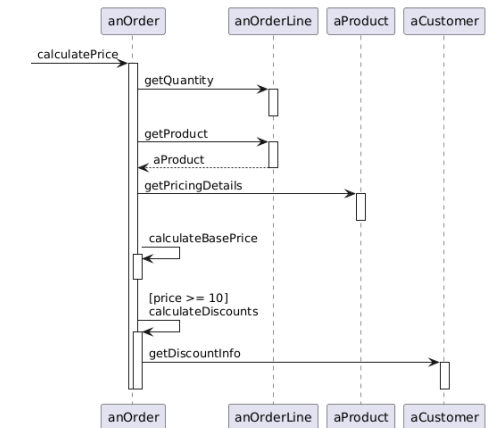 anOrder
anOrderLine
aProduct
aCustomer
calculatePrice
getQuantity
getProduct
aProduct
getPricingDetails
calculateBasePrice
[price >= 10]
calculateDiscounts
getDiscountInfo
anOrder
anOrderLine
aProduct
aCustomer